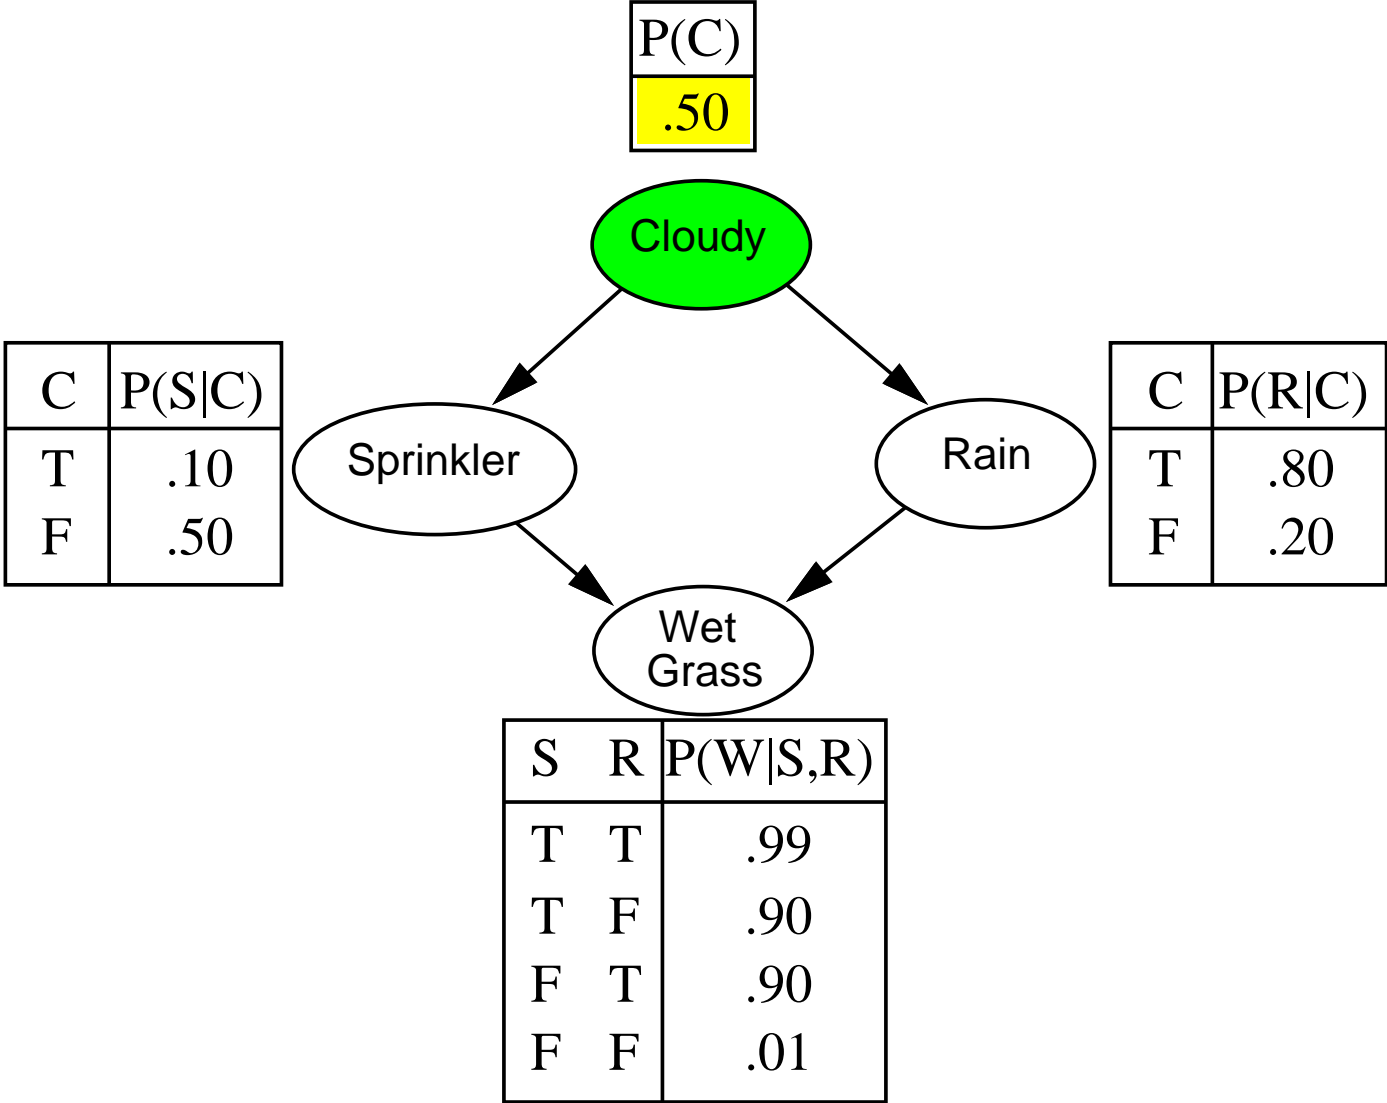 P(C)
.50
Cloudy
C P(S|C)
T .10
F .50
Sprinkler
Rain
C P(R|C)
T .80
F .20
Wet
Grass
S R P(W|S,R)
T T .99
T F .90
F T .90
F F .01